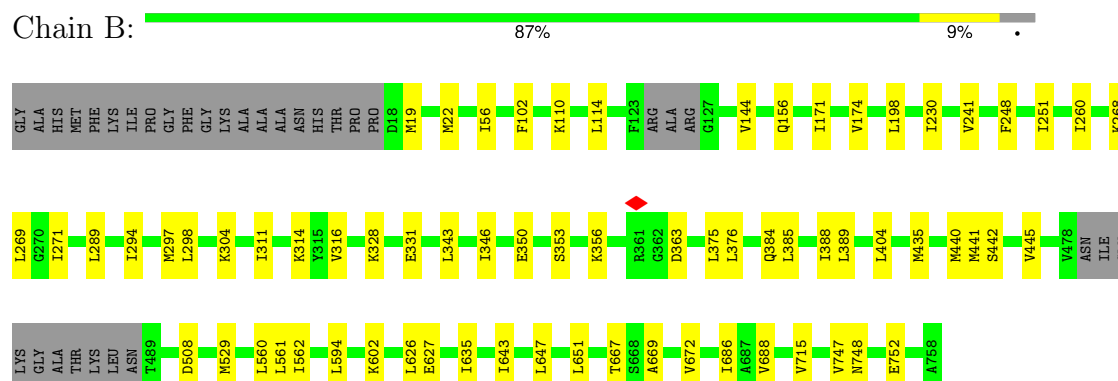 Chain B:
87% 9% •
GLY ALA HIS MET PHE LYS ILE PRO GLY PHE GLY LYS ALA ALA ALA ASN HIS THR PRO PRO D18 M19 M22 I56 F102 K110 L114 F123 ARG ALA ARG G127 V144 Q156 I171 V174 L198 I230 V241 F248 I251 I260 K268
L269 G270 I271 L289 I294 M297 L298 K304 I311 K314 Y315 V316 K328 E331 L343 I346 E350 S353 K356 R361 G362 D363 L375 L376 Q384 L385 I388 L389 L404 M435 M440 M441 S442 V445 V478 ASN ILE
LYS GLY ALA THR LYS LEU ASN T489 D508 M529 L560 L561 I562 L594 K602 L626 E627 I635 I643 L647 L651 T667 S668 A669 V672 I686 A687 V688 V715 V747 N748 E752 A758